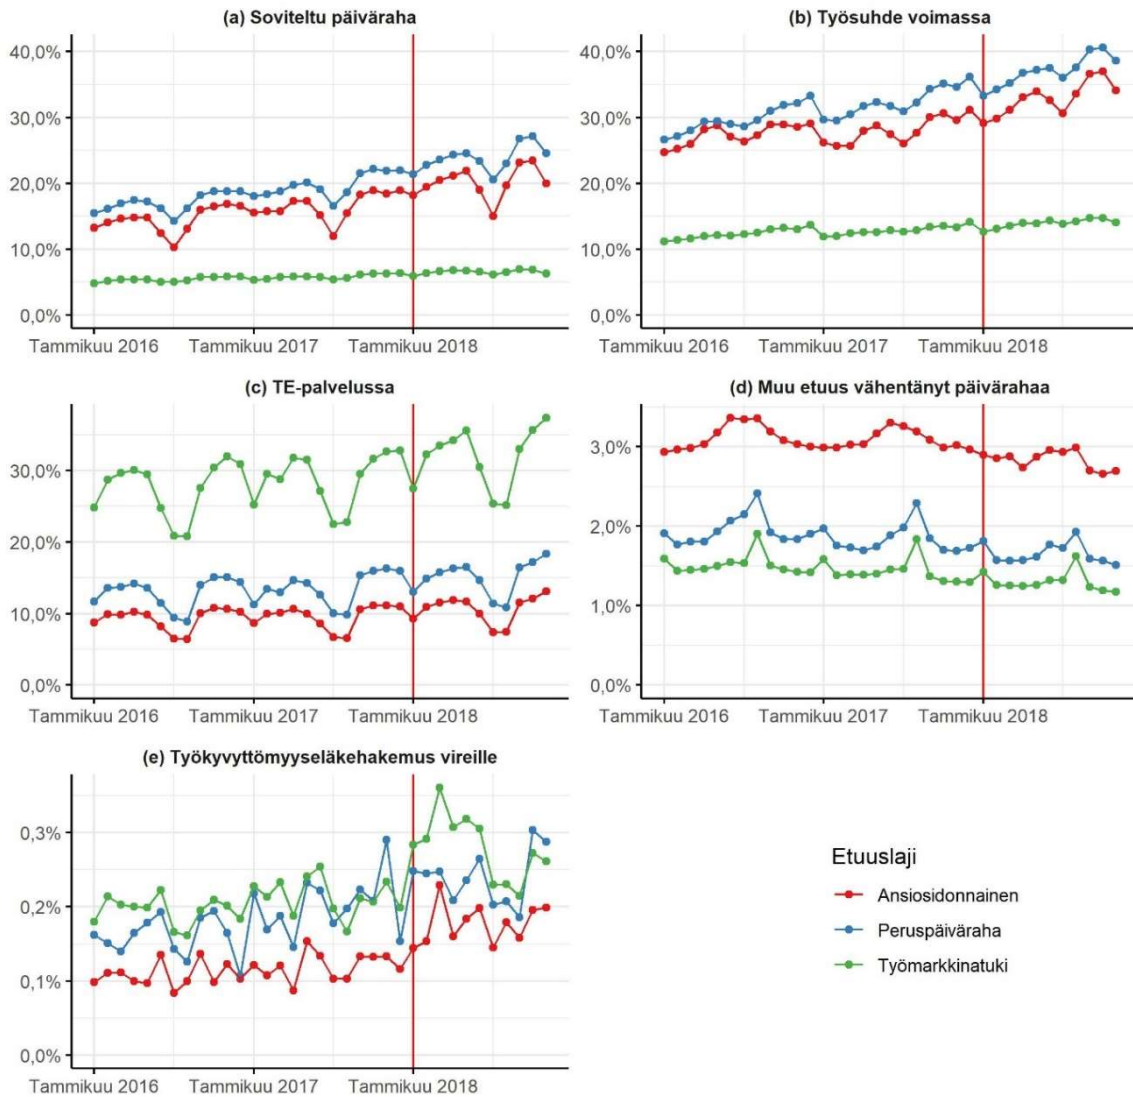 (a) Soviteltu päiväraha
40,0%
30,0%
20,0%
10,0%
0,0%
Tammikuu 2016 Tammikuu 2017 Tammikuu 2018
(b) Työsuhde voimassa
40,0%
30,0%
20,0%
10,0%
0,0%
Tammikuu 2016 Tammikuu 2017 Tammikuu 2018
(c) TE-palvelussa
30,0%
20,0%
10,0%
0,0%
Tammikuu 2016 Tammikuu 2017 Tammikuu 2018
(d) Muu etuus vähentänyt päivärahaa
3,0%
2,0%
1,0%
0,0%
Tammikuu 2016 Tammikuu 2017 Tammikuu 2018
(e) Työkyvyttömyyseläkehakemus vireille
0,3%
0,2%
0,1%
0,0%
Tammikuu 2016 Tammikuu 2017 Tammikuu 2018
Etuuslaji
Ansiosidonnainen
Peruspäiväraha
Työmarkkinatuki